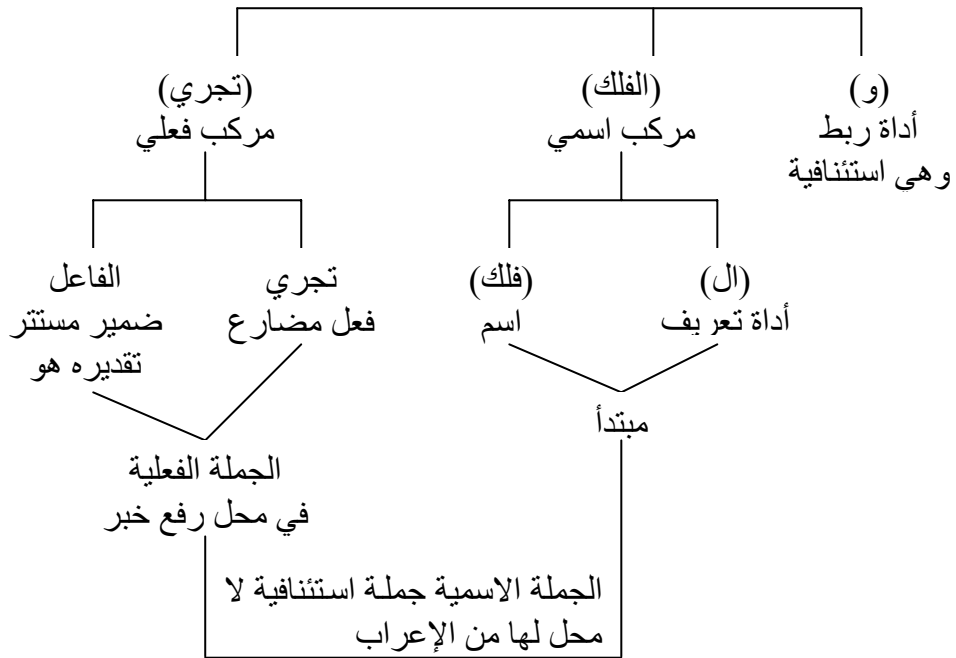 (و)
أداة ربط
وهي استئنافية
(الفلك)
مركب اسمي
(تجري)
مركب فعلي
(ال)
أداة تعريف
(فلك)
اسم
تجري
فعل مضارع
الفاعل
ضمير مستتر
تقديره هو
مبتدأ
الجملة الفعلية
في محل رفع خبر
الجملة الاسمية جملة استئنافية لا
محل لها من الإعراب